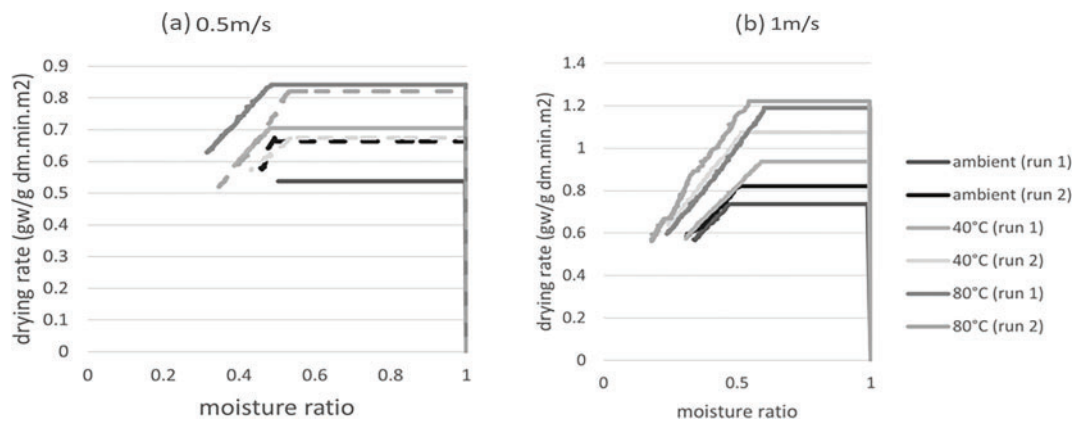 (a) 0.5m/s
drying rate (gw/g dm.min.m2)
0.9
0.8
0.7
0.6
0.5
0.4
0.3
0.2
0.1
0
0 0.2 0.4 0.6 0.8 1
moisture ratio
(b) 1m/s
drying rate (gw/g dm.min.m2)
1.4
1.2
1
0.8
0.6
0.4
0.2
0
0 0.5 1
moisture ratio
ambient (run 1)
ambient (run 2)
40°C (run 1)
40°C (run 2)
80°C (run 1)
80°C (run 2)